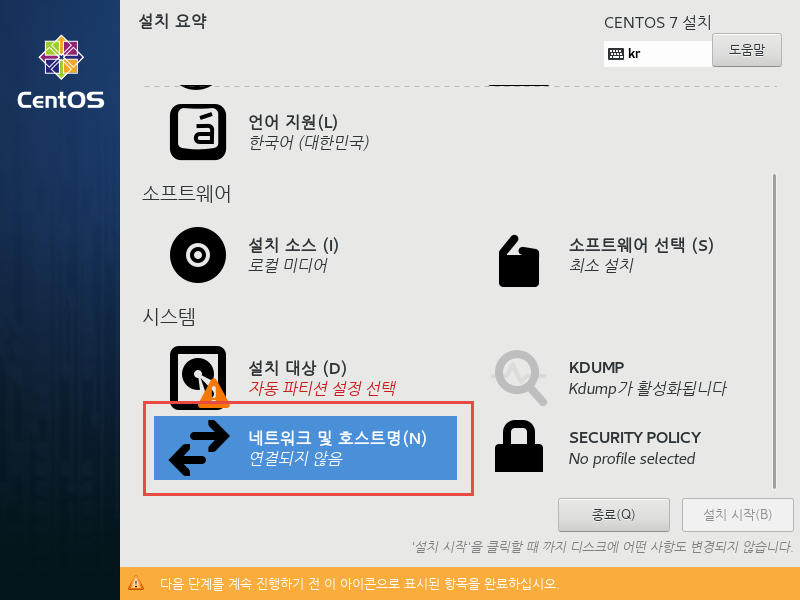 설치 요약
CENTOS 7 설치
kr
도움말
CentOS
á
언어 지원(L)
한국어 (대한민국)
소프트웨어
설치 소스 (I)
로컬 미디어
소프트웨어 선택 (S)
최소 설치
시스템
설치 대상 (D)
자동 파티션 설정 선택
KDUMP
Kdump가 활성화됩니다
네트워크 및 호스트명(N)
연결되지 않음
SECURITY POLICY
No profile selected
종료(Q)
설치 시작(B)
'설치 시작'을 클릭할 때 까지 디스크에 어떤 사항도 변경되지 않습니다.
다음 단계를 계속 진행하기 전 이 아이콘으로 표시된 항목을 완료하십시오.